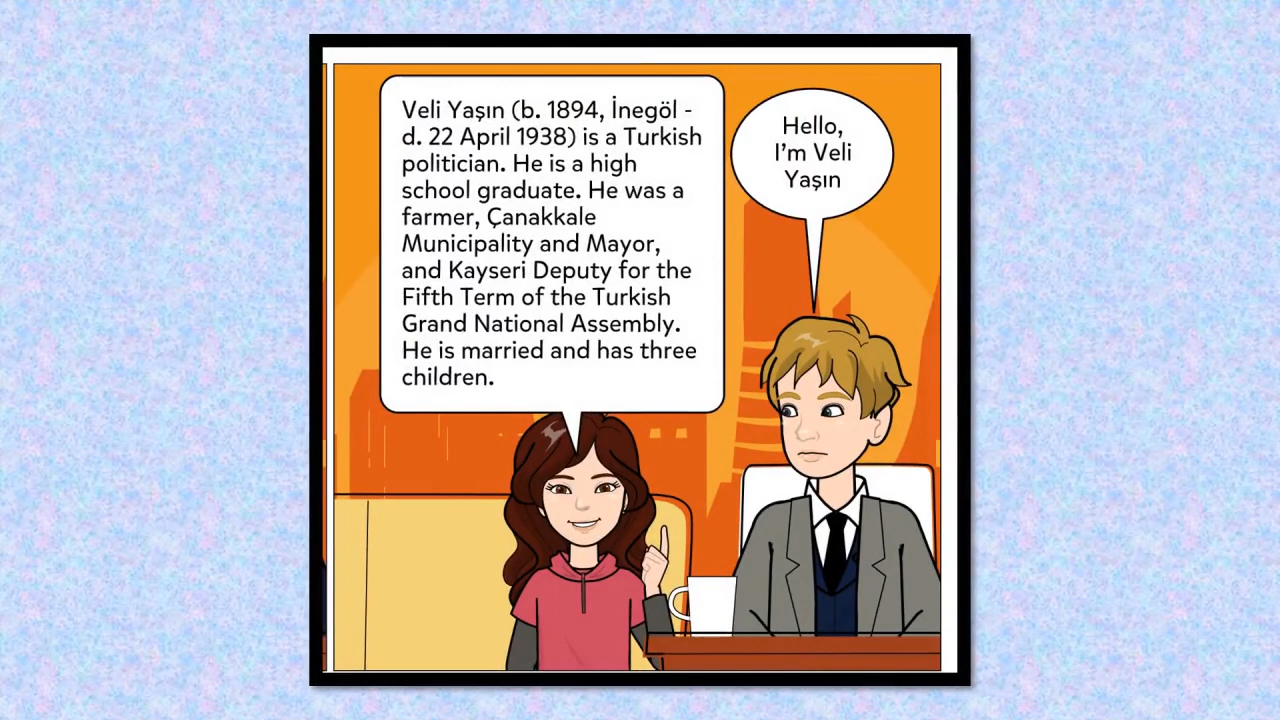 Veli Yaşın (b. 1894, İnegöl -
d. 22 April 1938) is a Turkish
politician. He is a high
school graduate. He was a
farmer, Çanakkale
Municipality and Mayor,
and Kayseri Deputy for the
Fifth Term of the Turkish
Grand National Assembly.
He is married and has three
children.
Hello,
I'm Veli
Yaşın